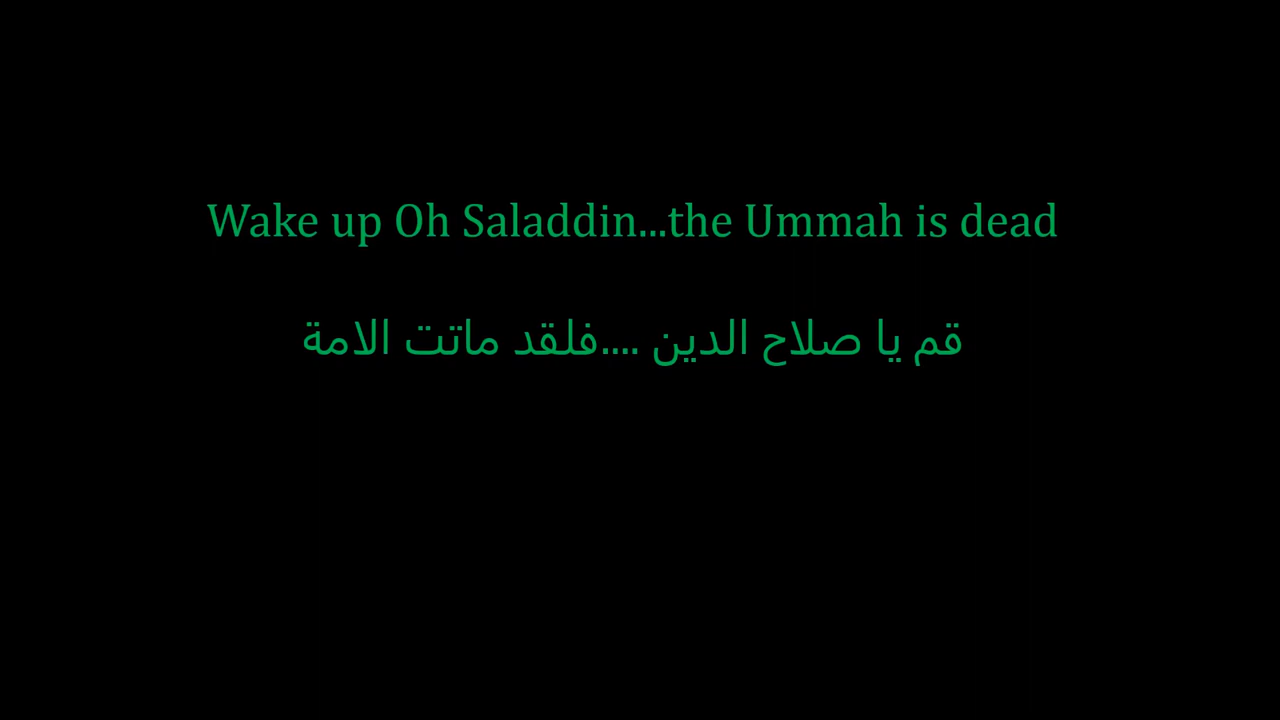 Wake up Oh Saladdin...the Ummah is dead
قم يا صلاح الدين ....فلقد ماتت الامة